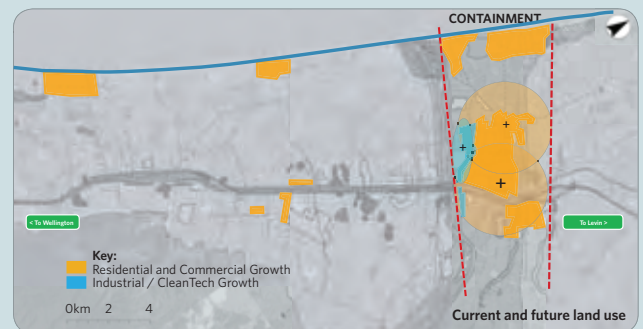 CONTAINMENT
< To Wellington
To Levin >
Key:
Residential and Commercial Growth
Industrial / CleanTech Growth
0km 2 4
Current and future land use